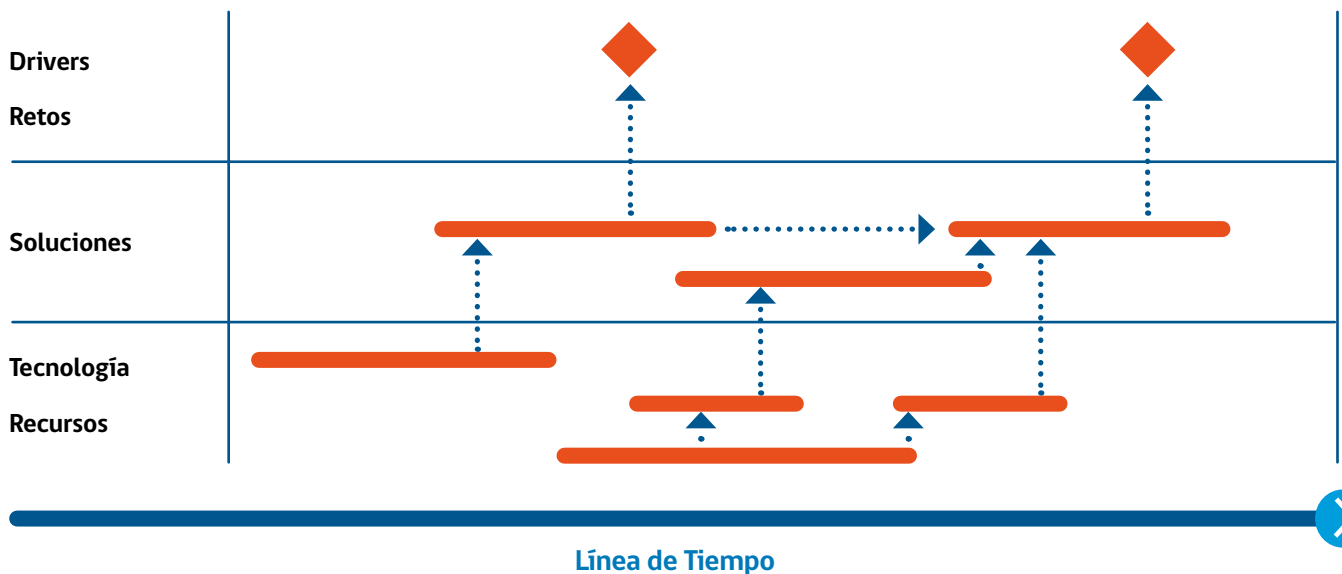 Drivers
Retos
Soluciones
Tecnología
Recursos
Línea de Tiempo